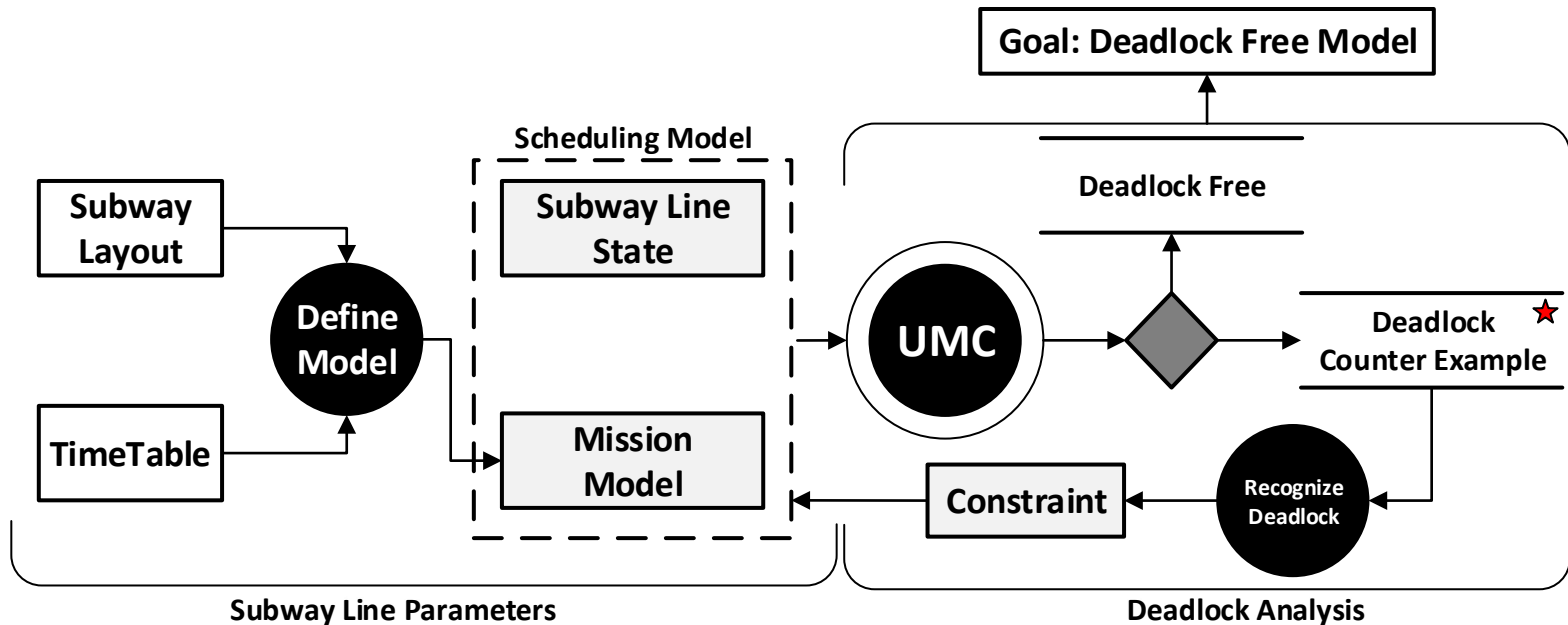 Goal: Deadlock Free Model
Scheduling Model
Subway
Layout
Subway Line
State
Deadlock Free
Define
Model
UMC
Deadlock
Counter Example
TimeTable
Mission
Model
Constraint
Recognize
Deadlock
Subway Line Parameters
Deadlock Analysis